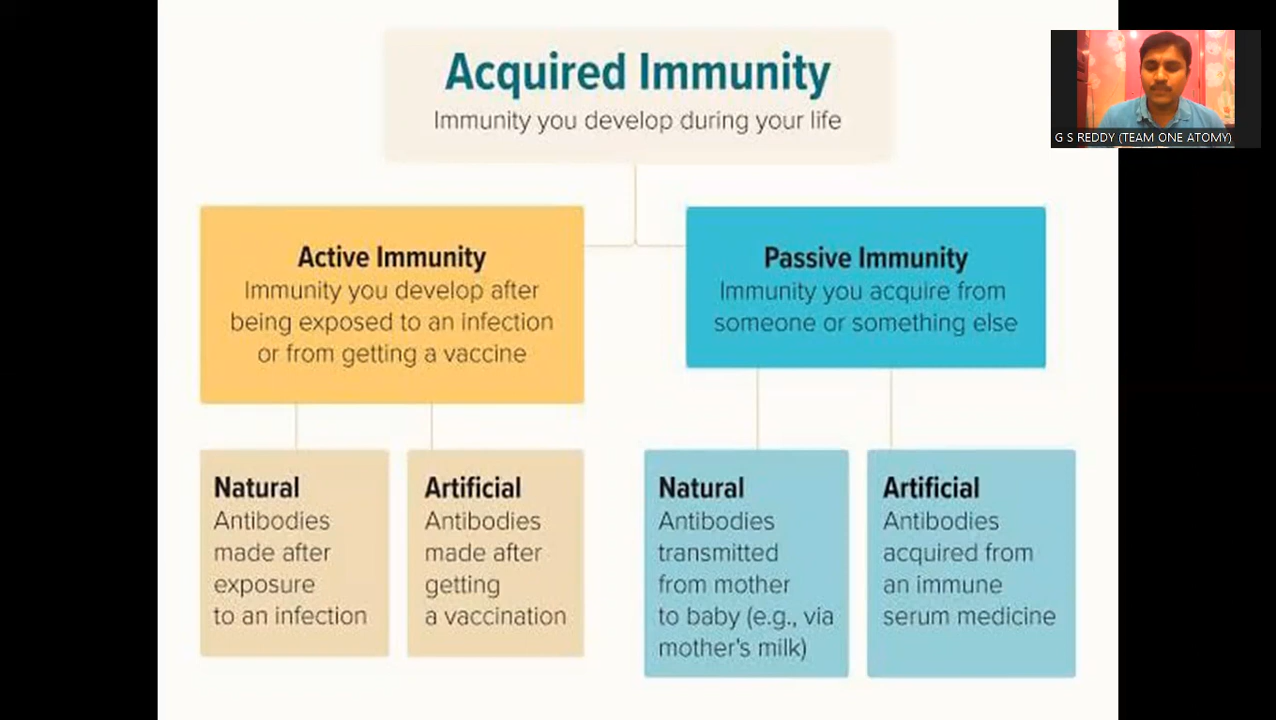 Acquired Immunity
Immunity you develop during your life
G S REDDY (TEAM ONE ATOMY)
Active Immunity
Immunity you develop after
being exposed to an infection
or from getting a vaccine
Passive Immunity
Immunity you acquire from
someone or something else
Natural
Antibodies
made after
exposure
to an infection
Artificial
Antibodies
made after
getting
a vaccination
Natural
Antibodies
transmitted
from mother
to baby (e.g., via
mother's milk)
Artificial
Antibodies
acquired from
an immune
serum medicine